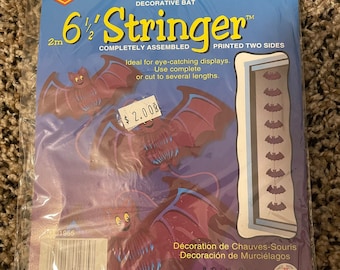 DECORATIVE BAT
2m 6 1/2' Stringer™
COMPLETELY ASSEMBLED PRINTED TWO SIDES
Ideal for eye-catching displays.
Use complete
or cut to several lengths.
$2.00
Décoration de Chauves-Souris
Decoración de Murciélagos